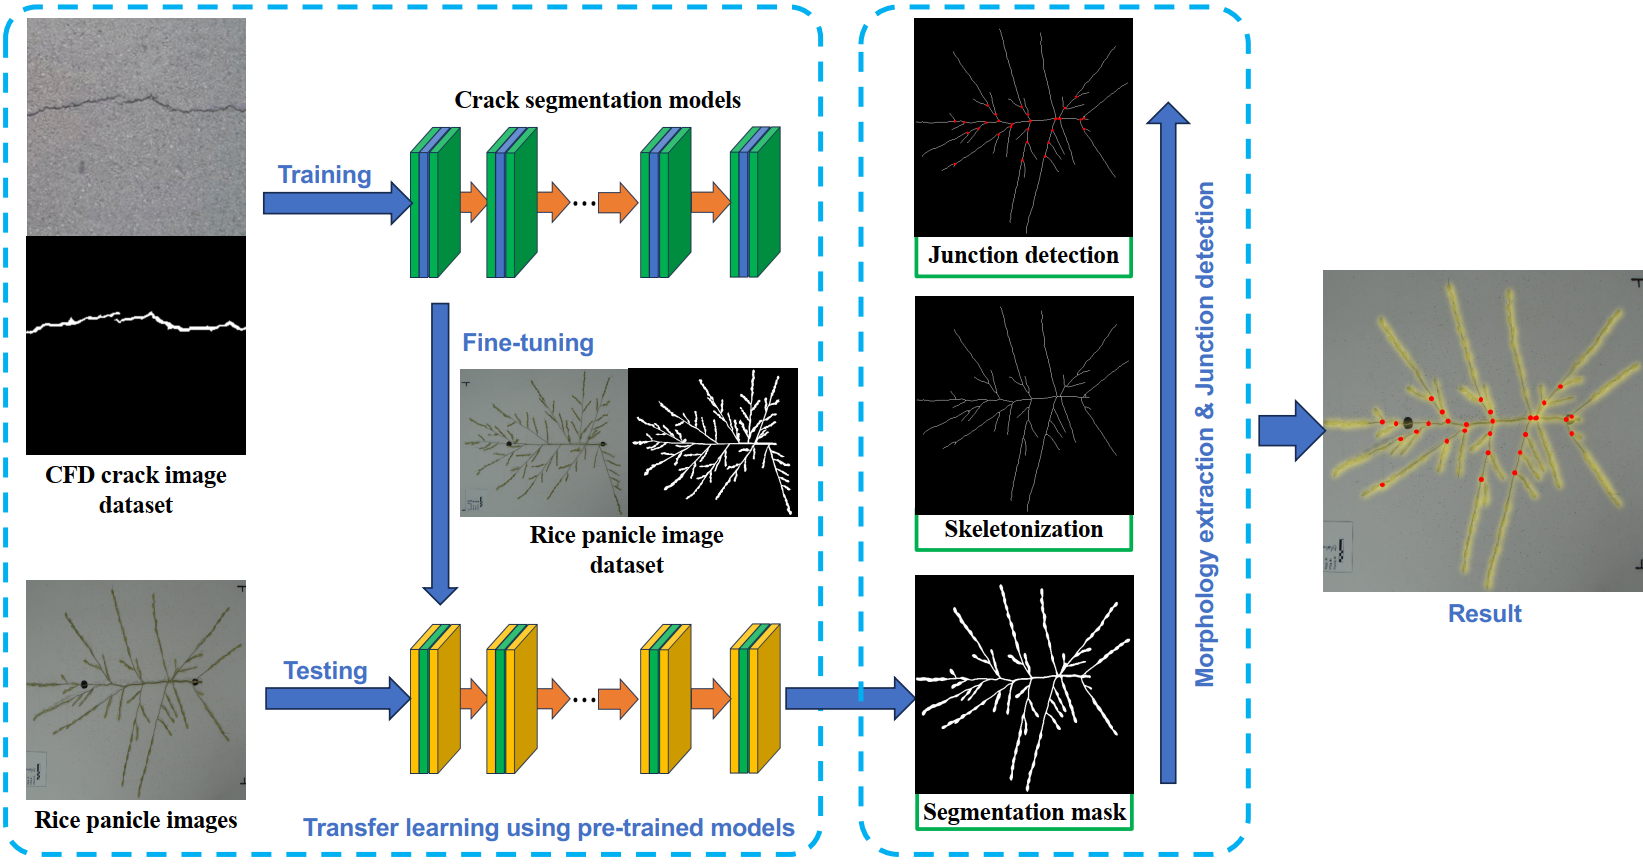 Crack segmentation models
Training
CFD crack image
dataset
Fine-tuning
Rice panicle image
dataset
Testing
Rice panicle images
Transfer learning using pre-trained models
Junction detection
Skeletonization
Segmentation mask
Morphology extraction & Junction detection
Result